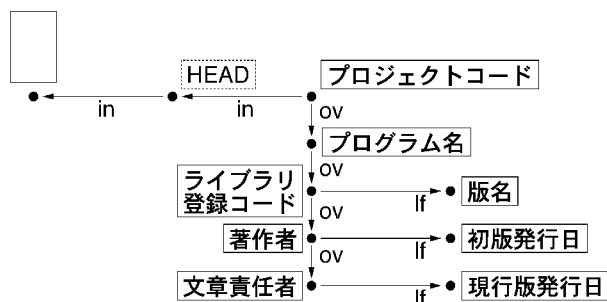 HEAD
プロジェクトコード
in
in
ov
プログラム名
ov
ライブラリ
登録コード
版名
lf
ov
著作者
初版発行日
lf
ov
文章責任者
現行版発行日
lf